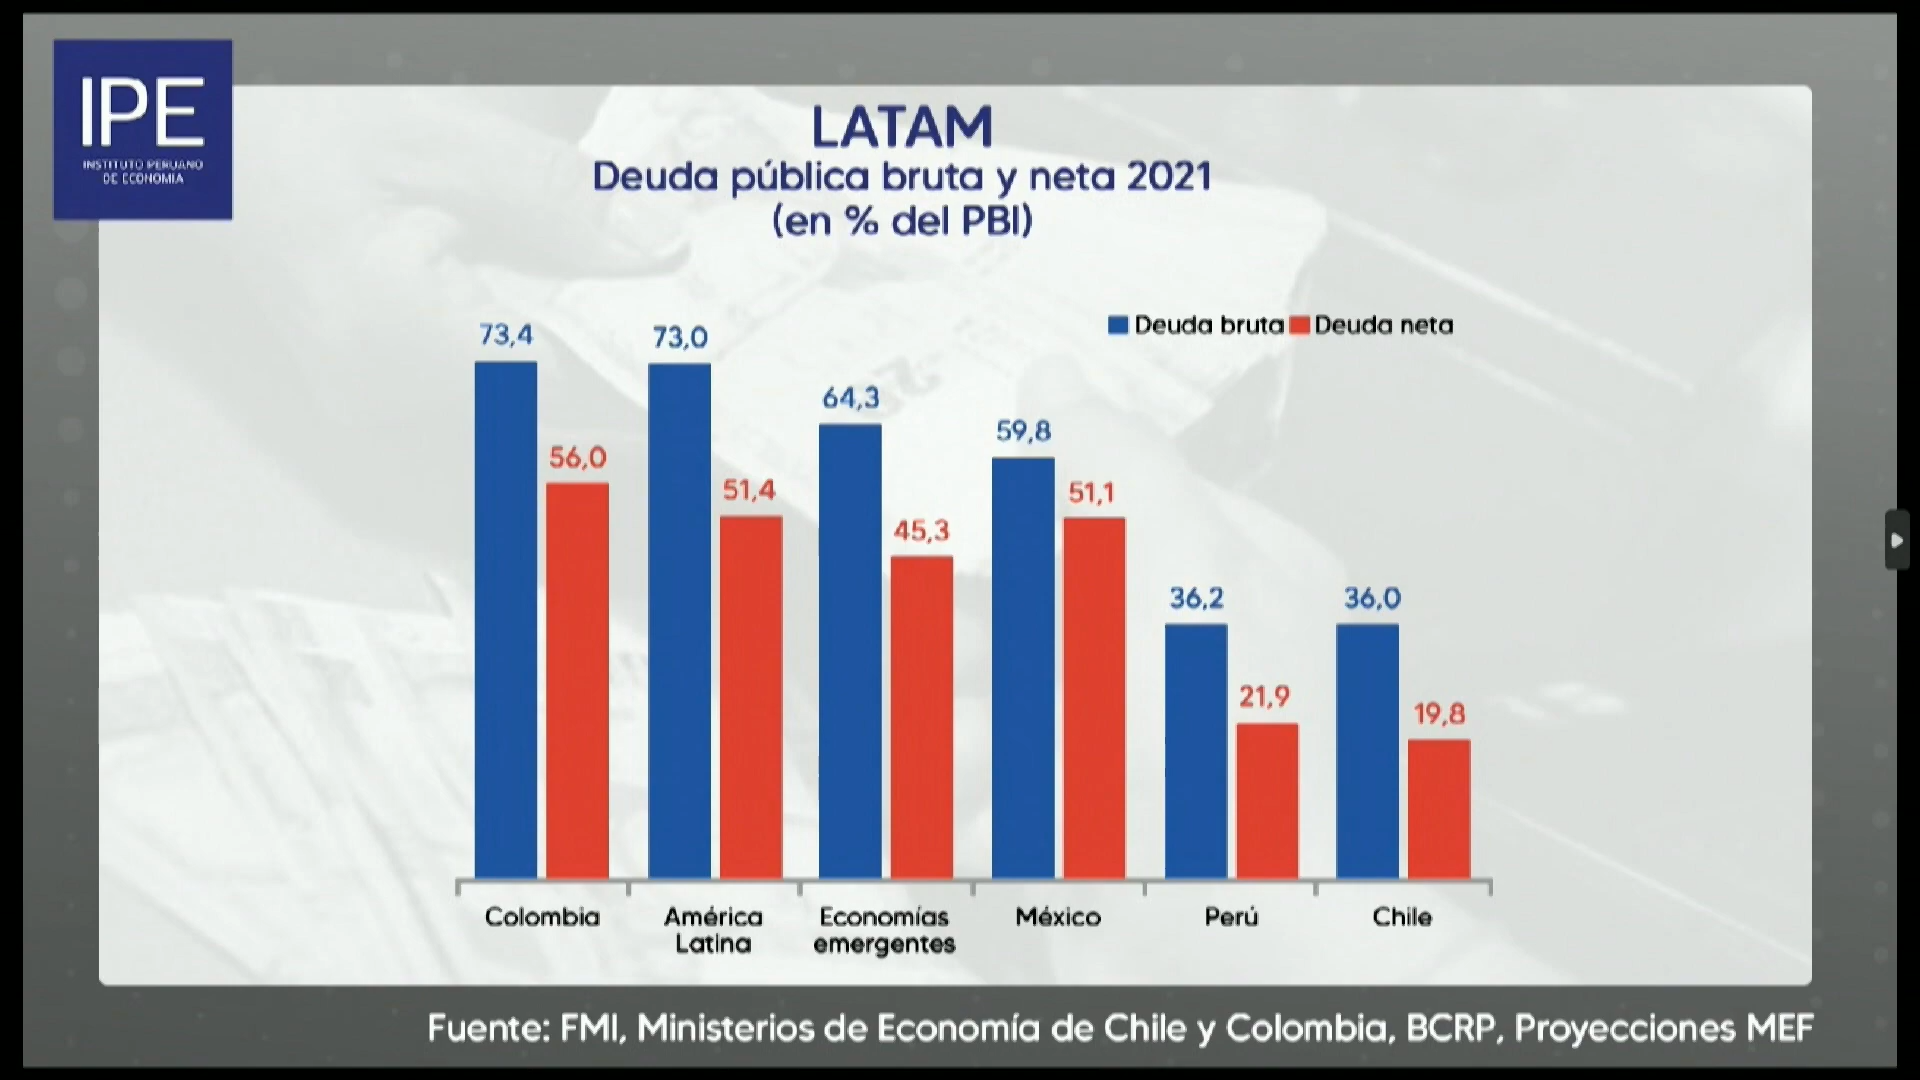 IPE
INSTITUTO PERUANO
DE ECONOMÍA
LATAM
Deuda pública bruta y neta 2021
(en % del PBI)
Deuda bruta Deuda neta
73,4
56,0
73,0
51,4
64,3
45,3
59,8
51,1
36,2
21,9
36,0
19,8
Colombia
América
Latina
Economías
emergentes
México
Perú
Chile
Fuente: FMI, Ministerios de Economía de Chile y Colombia, BCRP, Proyecciones MEF